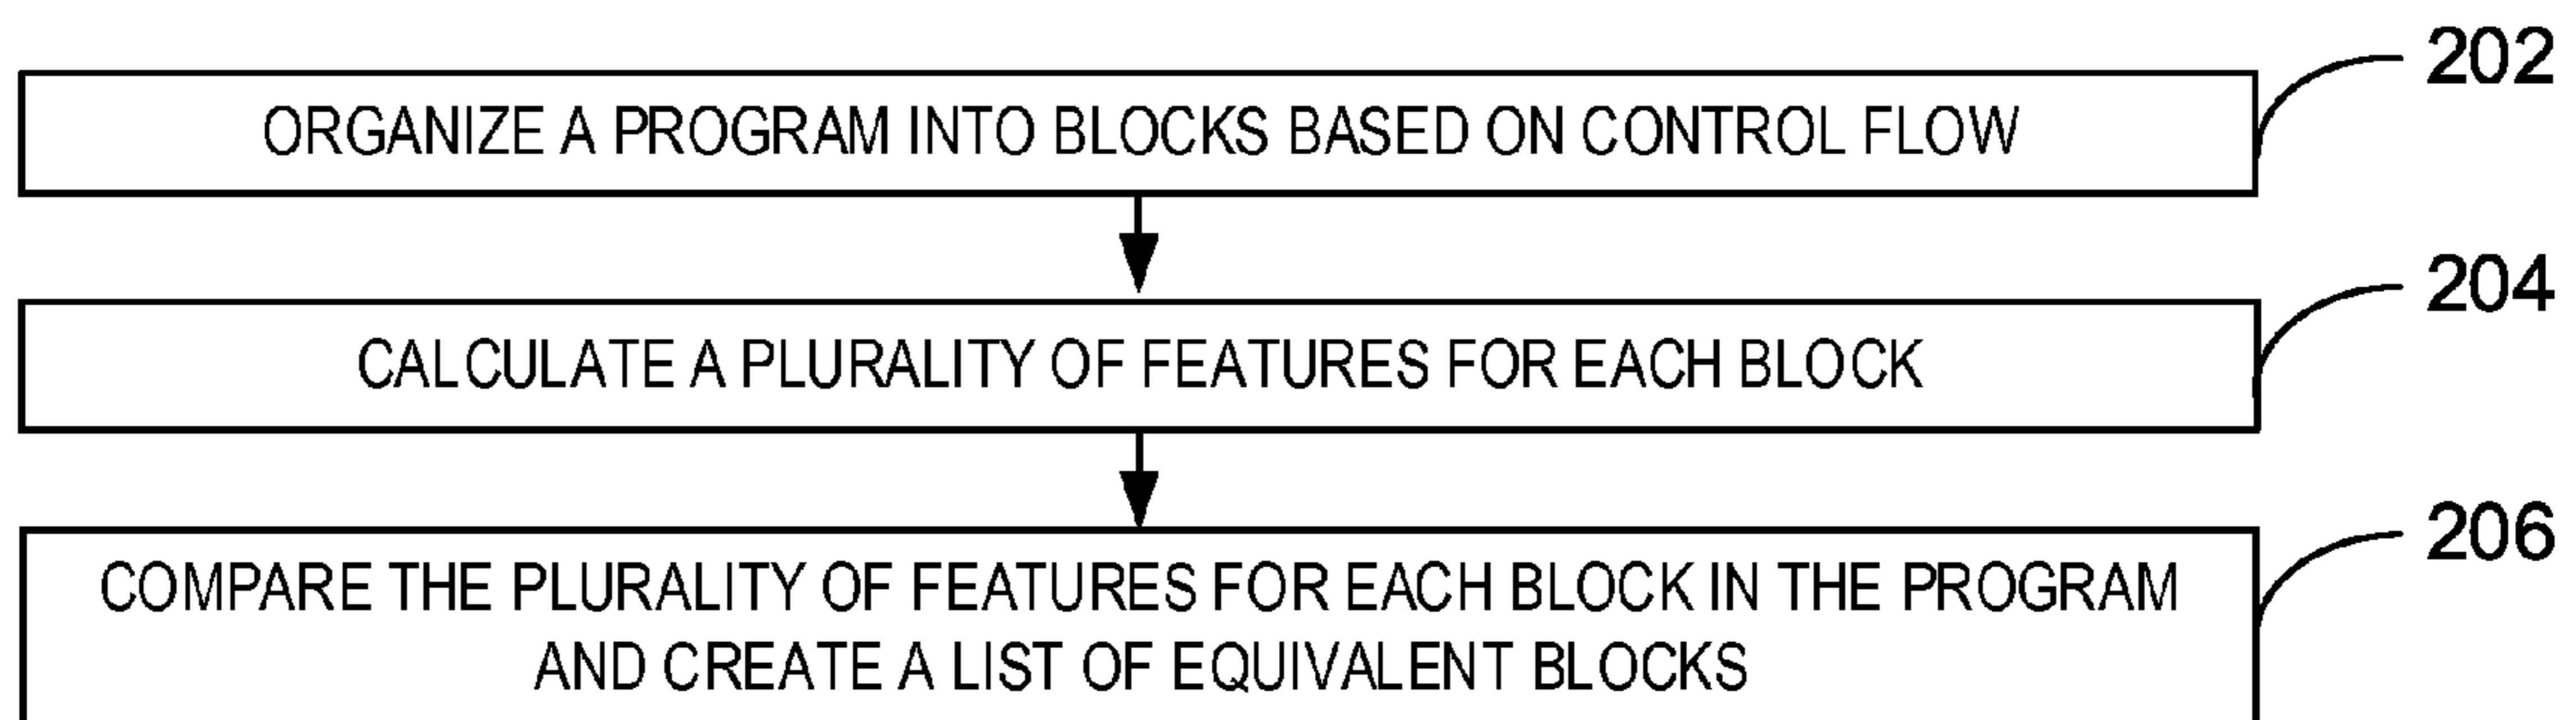 202
ORGANIZE A PROGRAM INTO BLOCKS BASED ON CONTROL FLOW
204
CALCULATE A PLURALITY OF FEATURES FOR EACH BLOCK
206
COMPARE THE PLURALITY OF FEATURES FOR EACH BLOCK IN THE PROGRAM
AND CREATE A LIST OF EQUIVALENT BLOCKS